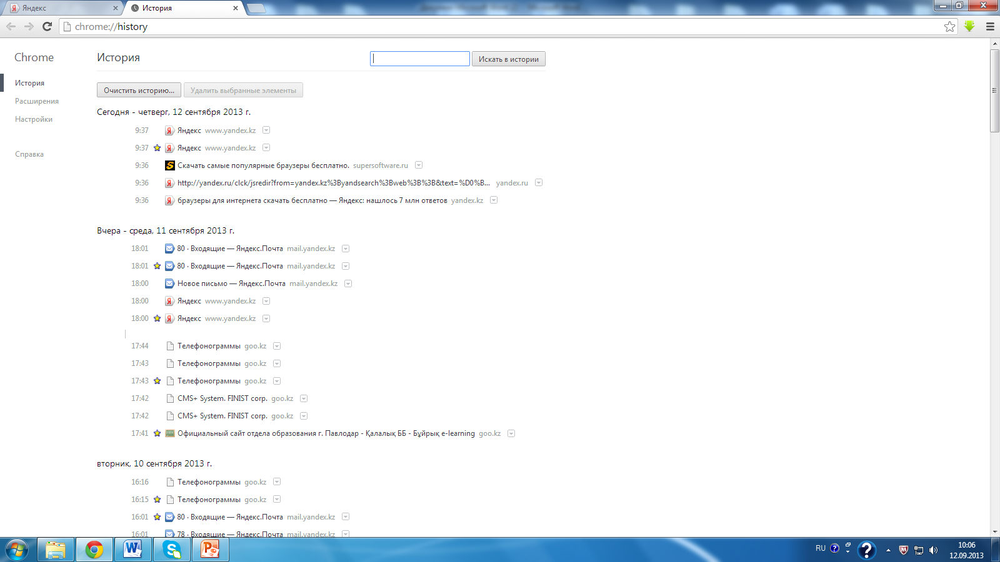 Яндекс
История
chrome://history
Chrome
История
Искать в истории
История
Расширения
Настройки
Справка
Очистить историю...
Удалить выбранные элементы
Сегодня - четверг, 12 сентября 2013 г.
9:37 Яндекс www.yandex.kz
9:37 Яндекс www.yandex.kz
9:36 Скачать самые популярные браузеры бесплатно. supersoftware.ru
9:36 http://yandex.ru/clck/jsredir?from=yandex.kz%3Byandsearch%3Bweb%3B%3B&text=%D0%B... yandex.ru
9:36 браузеры для интернета скачать бесплатно — Яндекс: нашлось 7 млн ответов yandex.kz
Вчера - среда, 11 сентября 2013 г.
18:01 80 · Входящие — Яндекс.Почта mail.yandex.kz
18:01 80 · Входящие — Яндекс.Почта mail.yandex.kz
18:00 Новое письмо — Яндекс.Почта mail.yandex.kz
18:00 Яндекс www.yandex.kz
18:00 Яндекс www.yandex.kz
17:44 Телефонограммы goo.kz
17:43 Телефонограммы goo.kz
17:43 Телефонограммы goo.kz
17:42 CMS+ System. FINIST corp. goo.kz
17:42 CMS+ System. FINIST corp. goo.kz
17:41 Официальный сайт отдела образования г. Павлодар - Қалалық ББ - Бұйрық e-learning goo.kz
вторник, 10 сентября 2013 г.
16:16 Телефонограммы goo.kz
16:15 Телефонограммы goo.kz
16:01 80 · Входящие — Яндекс.Почта mail.yandex.kz
16:01 78 · Входящие — Яндекс.Почта mail.yandex.kz
RU
10:06
12.09.2013